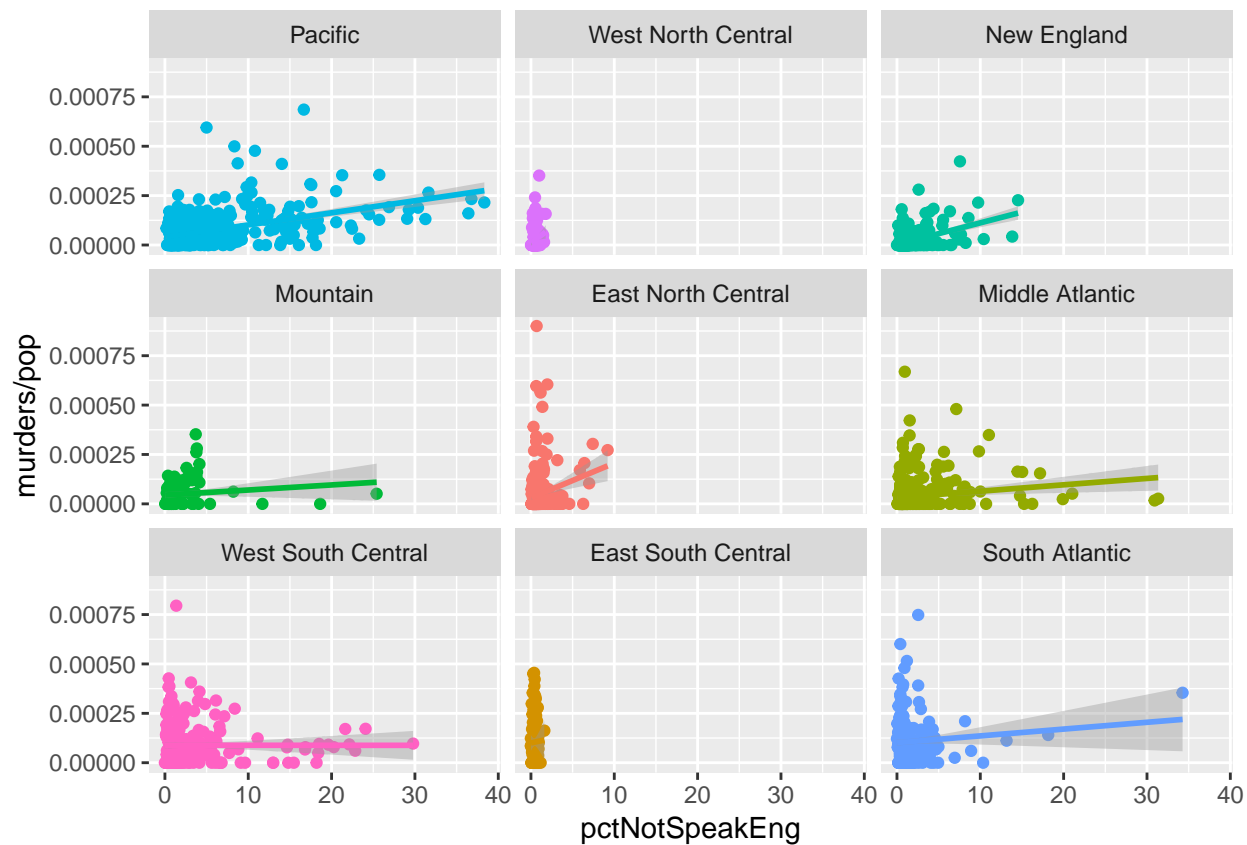 Pacific
West North Central
New England
0.00075
0.00050
0.00025
0.00000
Mountain
East North Central
Middle Atlantic
0.00075
0.00050
0.00025
0.00000
murders/pop
West South Central
East South Central
South Atlantic
0.00075
0.00050
0.00025
0.00000
0 10 20 30 40 0 10 20 30 40 0 10 20 30 40
pctNotSpeakEng